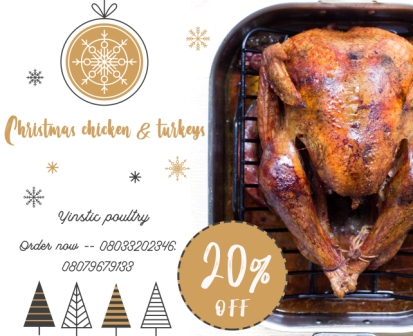 Christmas chicken & turkeys
Yinstic poultry
Order now -- 08033202346.
08079679133
20%
OFF